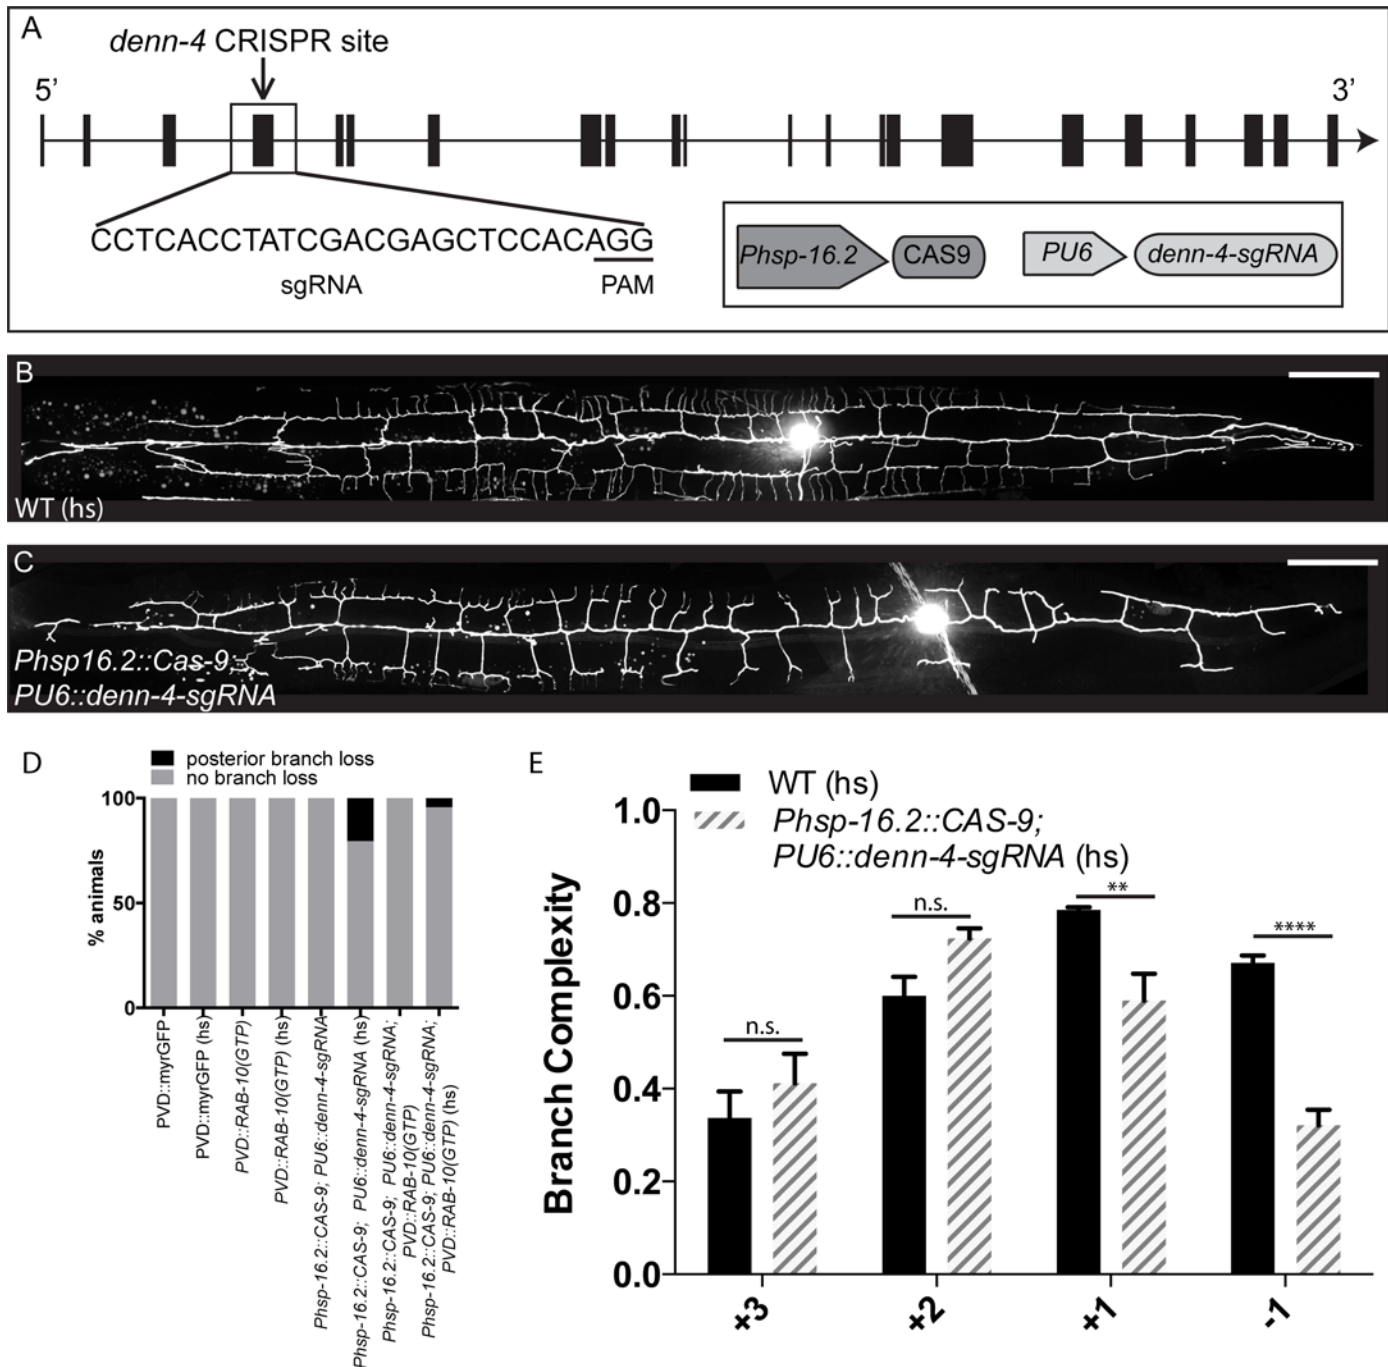 A
denn-4 CRISPR site
5’
3’
CCTCACCTATCGACGAGCTCCACAGG
sgRNA
PAM
Phsp-16.2
CAS9
PU6
denn-4-sgRNA
B
WT (hs)
C
Phsp16.2::Cas-9;
PU6::denn-4-sgRNA
D
posterior branch loss
no branch loss
100
50
0
% animals
PVD::myrGFP
PVD::myrGFP (hs)
PVD::RAB-10(GTP)
PVD::RAB-10(GTP) (hs)
Phsp-16.2::CAS-9; PU6::denn-4-sgRNA
Phsp-16.2::CAS-9; PU6::denn-4-sgRNA (hs)
Phsp-16.2::CAS-9; PU6::denn-4-sgRNA;
PVD::RAB-10(GTP)
Phsp-16.2::CAS-9; PU6::denn-4-sgRNA;
PVD::RAB-10(GTP) (hs)
E
WT (hs)
Phsp-16.2::CAS-9;
PU6::denn-4-sgRNA (hs)
1.0
0.8
0.6
0.4
0.2
0.0
Branch Complexity
n.s.
n.s.
**
****
+3
+2
+1
-1